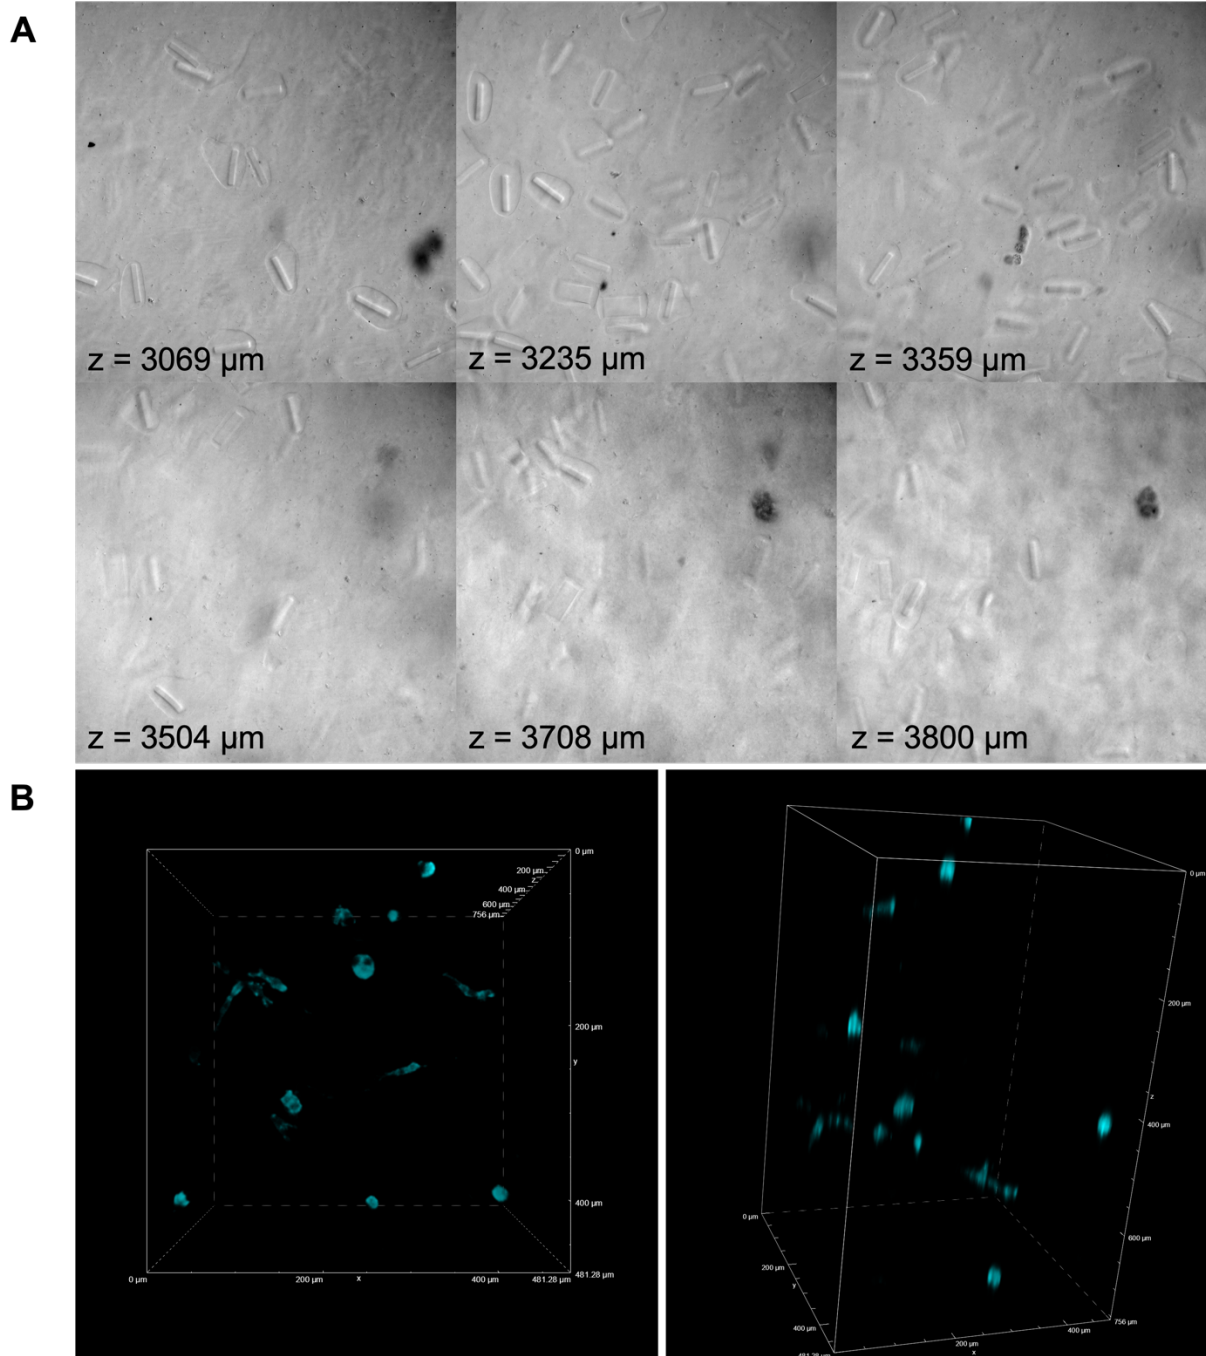 A
z = 3069 µm
z = 3235 µm
z = 3359 µm
z = 3504 µm
z = 3708 µm
z = 3800 µm
B
0 µm
200 µm
z
400 µm
600 µm
756 µm
200 µm
y
400 µm
481.28 µm
0 µm
200 µm
x
400 µm
481.28 µm
0 µm
200 µm
z
400 µm
600 µm
756 µm
0 µm
200 µm
y
400 µm
481.28 µm
200 µm
x
400 µm